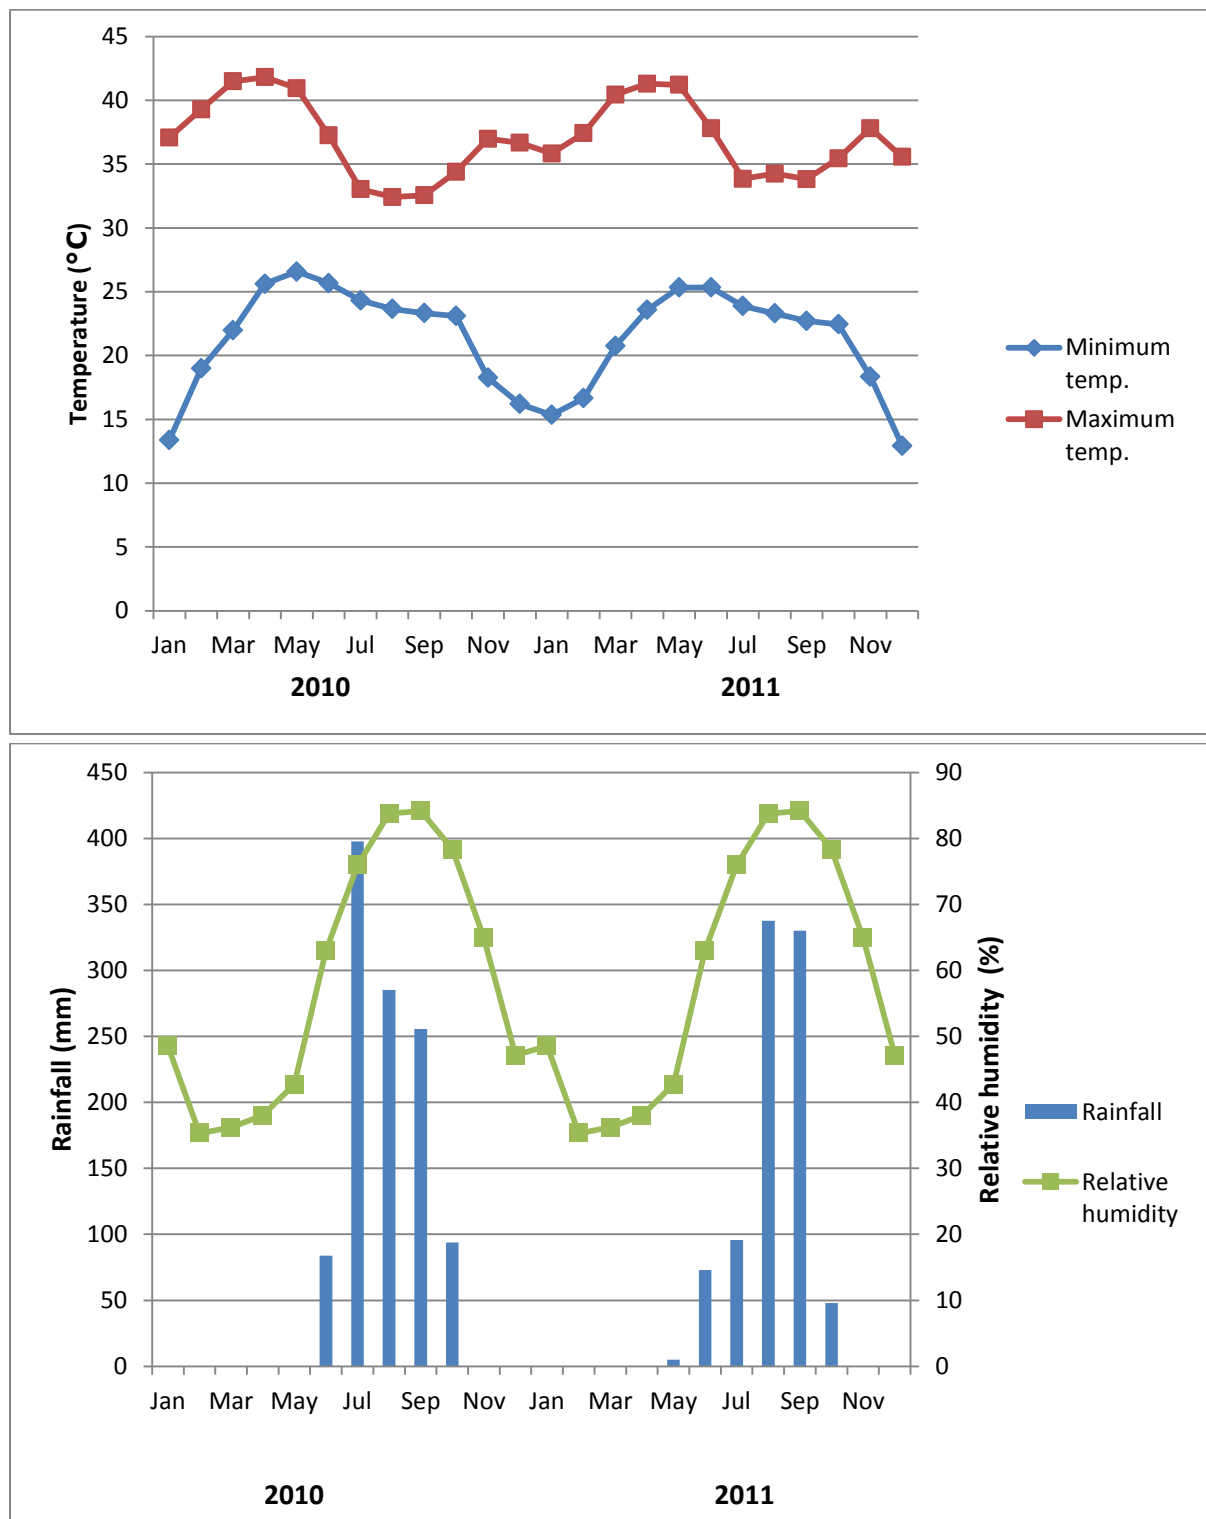 45
40
35
30
25
20
15
10
5
0
Temperature (°C)
Jan Mar May Jul Sep Nov Jan Mar May Jul Sep Nov
2010 2011
Minimum
temp.
Maximum
temp.
450
400
350
300
250
200
150
100
50
0
Rainfall (mm)
90
80
70
60
50
40
30
20
10
0
Relative humidity (%)
Jan Mar May Jul Sep Nov Jan Mar May Jul Sep Nov
2010 2011
Rainfall
Relative
humidity